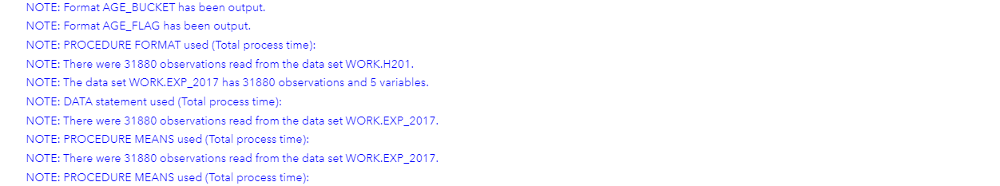 NOTE: Format AGE_BUCKET has been output.
NOTE: Format AGE_FLAG has been output.
NOTE: PROCEDURE FORMAT used (Total process time):
NOTE: There were 31880 observations read from the data set WORK.H201.
NOTE: The data set WORK.EXP_2017 has 31880 observations and 5 variables.
NOTE: DATA statement used (Total process time):
NOTE: There were 31880 observations read from the data set WORK.EXP_2017.
NOTE: PROCEDURE MEANS used (Total process time):
NOTE: There were 31880 observations read from the data set WORK.EXP_2017.
NOTE: PROCEDURE MEANS used (Total process time):